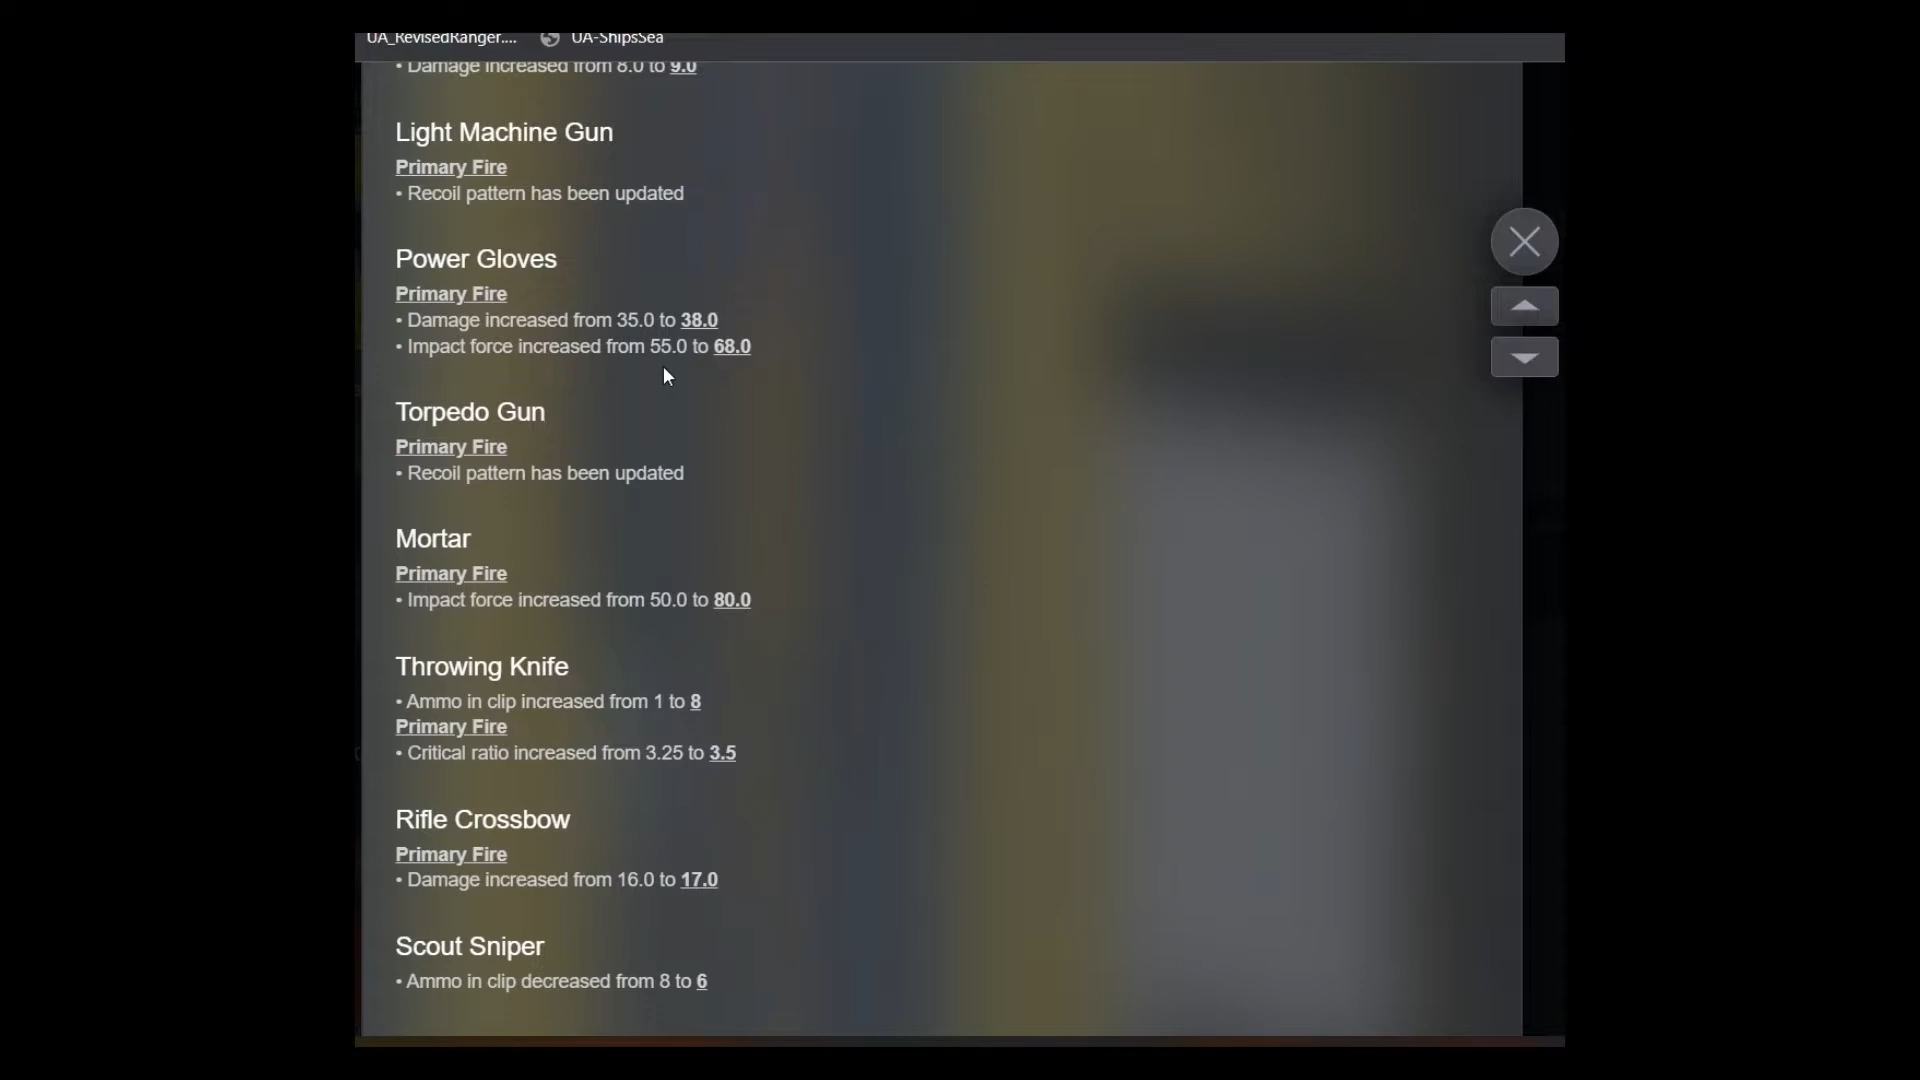 UA_RevisedRanger.... UA-ShipsSea
• Damage increased from 8.0 to 9.0
Light Machine Gun
Primary Fire
• Recoil pattern has been updated
Power Gloves
Primary Fire
• Damage increased from 35.0 to 38.0
• Impact force increased from 55.0 to 68.0
Torpedo Gun
Primary Fire
• Recoil pattern has been updated
Mortar
Primary Fire
• Impact force increased from 50.0 to 80.0
Throwing Knife
• Ammo in clip increased from 1 to 8
Primary Fire
• Critical ratio increased from 3.25 to 3.5
Rifle Crossbow
Primary Fire
• Damage increased from 16.0 to 17.0
Scout Sniper
• Ammo in clip decreased from 8 to 6